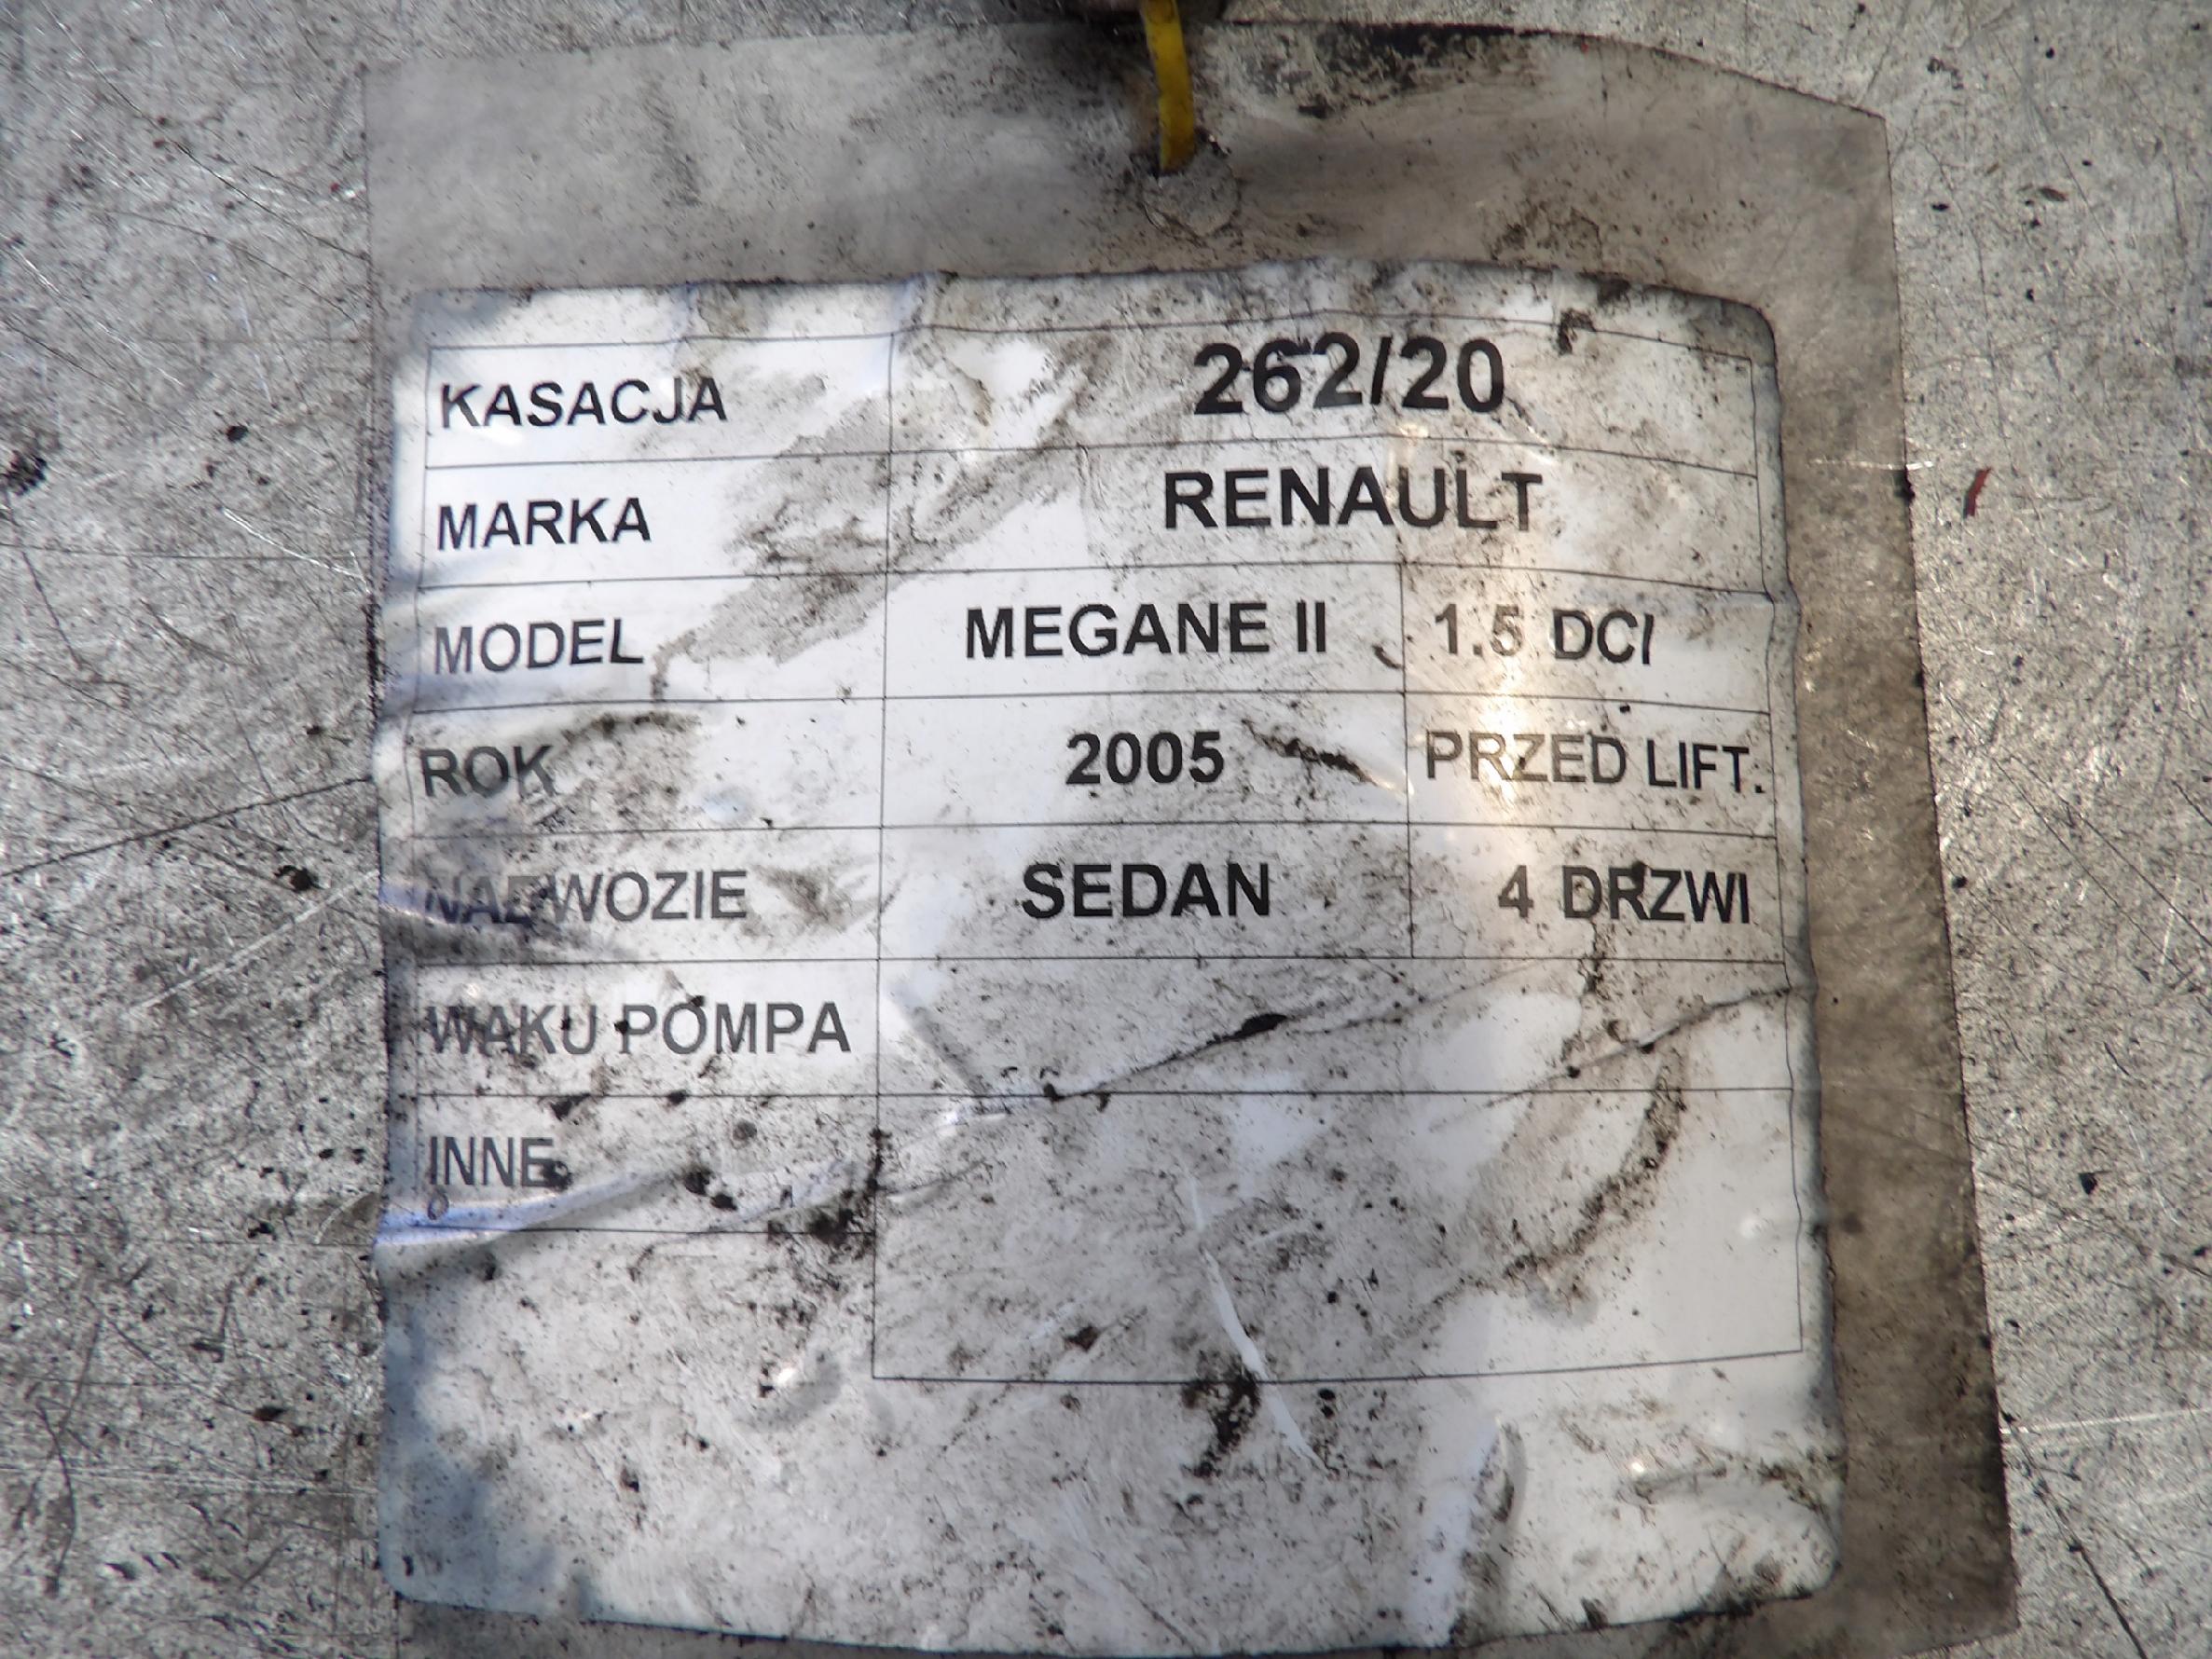 KASACJA 262/20
MARKA RENAULT
MODEL MEGANE II 1.5 DCI
ROK 2005 PRZED LIFT.
NADWOZIE SEDAN 4 DRZWI
WAKU POMPA
INNE